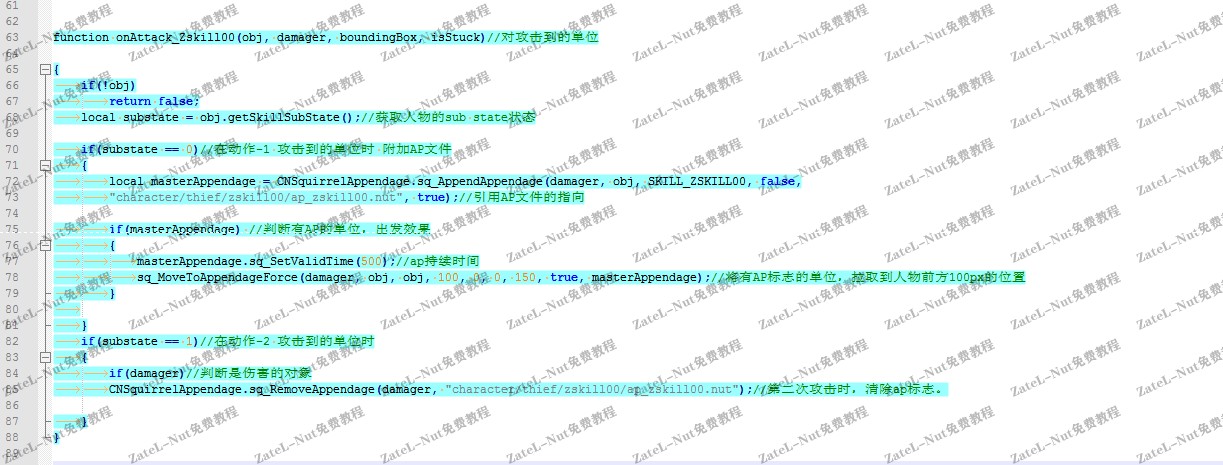 61
62
63 function onAttack_Zskill00(obj, damager, boundingBox, isStuck)//对攻击到的单位
64
65 {
66 if(!obj)
67 return false;
68 local substate = obj.getSkillSubState();//获取人物的sub state状态
69
70 if(substate == 0)//在动作-1 攻击到的单位时 附加AP文件
71 {
72 local masterAppendage = CNSquirrelAppendage.sq_AppendAppendage(damager, obj, SKILL_ZSKILL00, false,
73 "character/thief/zskill00/ap_zskill00.nut", true);//引用AP文件的指向
74
75 if(masterAppendage) //判断有AP的单位，出发效果
76 {
77 masterAppendage.sq_SetValidTime(500);//ap持续时间
78 sq_MoveToAppendageForce(damager, obj, obj, 100, 0, 0, 150, true, masterAppendage);//将有AP标志的单位，拉取到人物前方100px的位置
79 }
80
81 }
82 if(substate == 1)//在动作-2 攻击到的单位时
83 {
84 if(damager)//判断是伤害的对象
85 CNSquirrelAppendage.sq_RemoveAppendage(damager, "character/thief/zskill00/ap_zskill00.nut");//第二次攻击时，清除ap标志.
86
87 }
88 }
89
ZateL-Nut免费教程